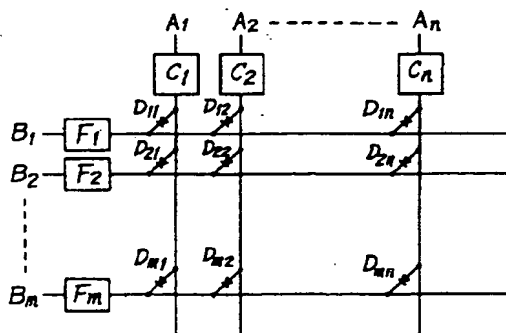 A1 A2 An
C1 C2 Cn
D11 D12 D1n
B1 F1
D21 D22 D2n
B2 F2
Dm1 Dm2 Dmn
Bm Fm